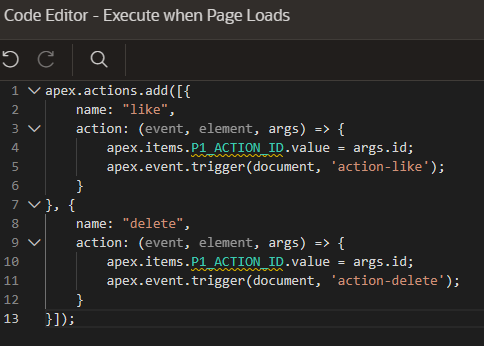 Code Editor - Execute when Page Loads
1 apex.actions.add([{
2 name: "like",
3 action: (event, element, args) => {
4 apex.items.P1_ACTION_ID.value = args.id;
5 apex.event.trigger(document, 'action-like');
6 }
7 }, {
8 name: "delete",
9 action: (event, element, args) => {
10 apex.items.P1_ACTION_ID.value = args.id;
11 apex.event.trigger(document, 'action-delete');
12 }
13 }]);